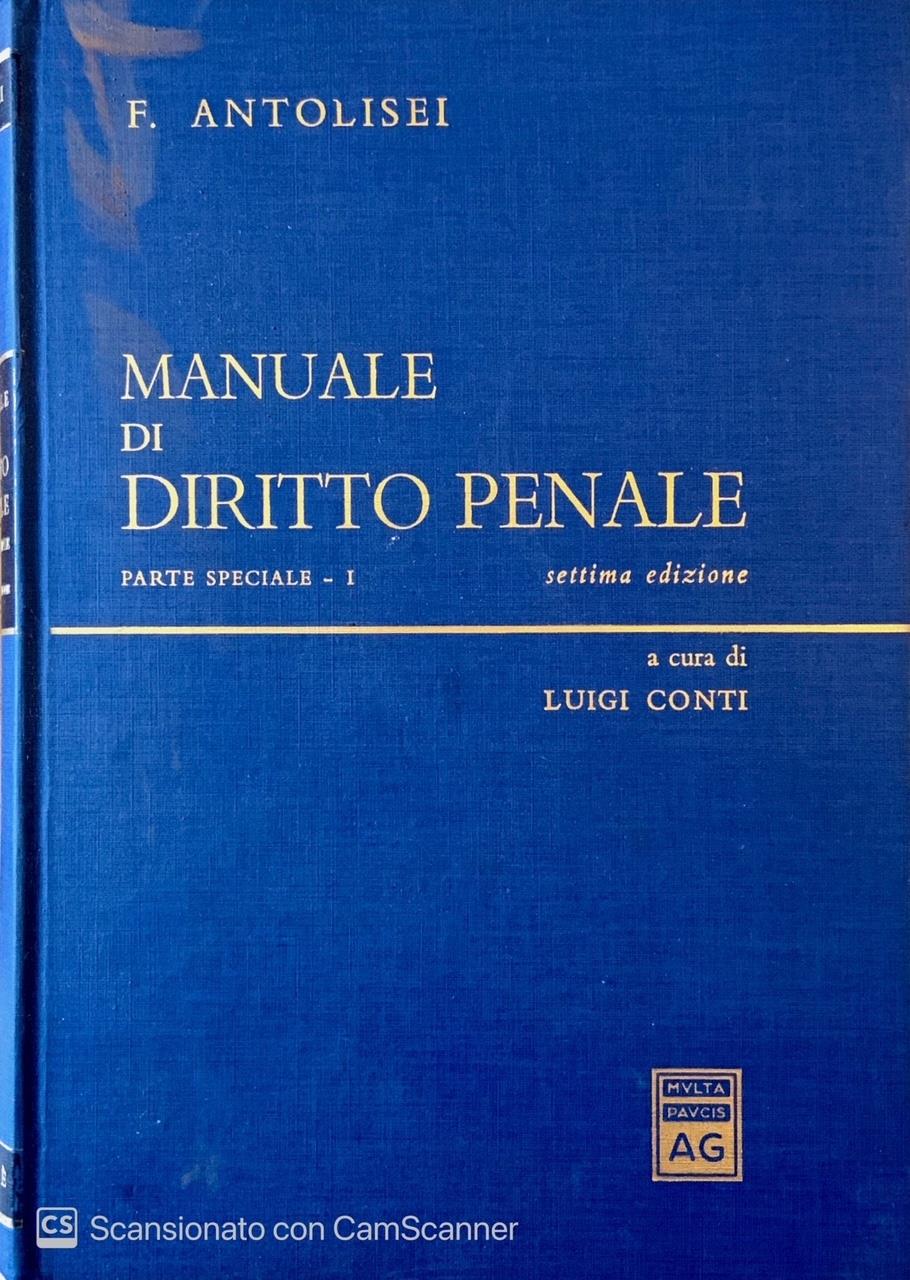 F. ANTOLISEI
MANUALE
DI
DIRITTO PENALE
PARTE SPECIALE - I
settima edizione
a cura di
LUIGI CONTI
MVLTA
PAVCIS
AG
CS Scansionato con CamScanner